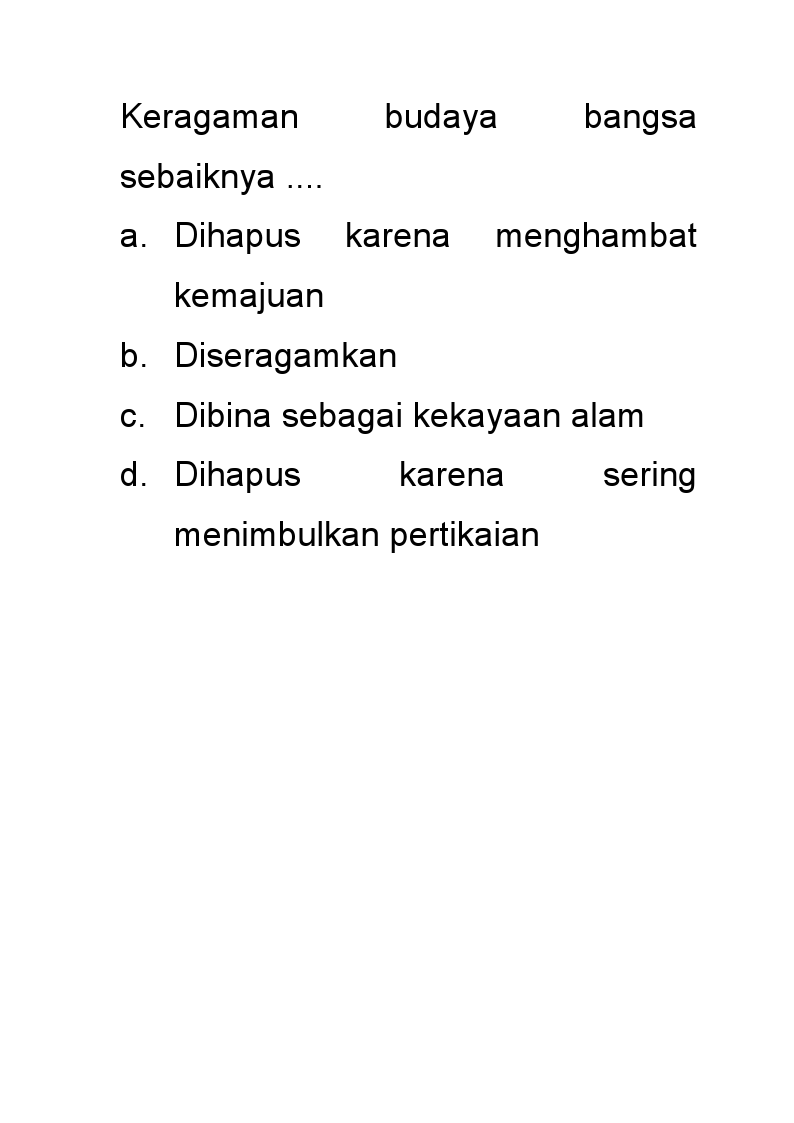 Keragaman budaya bangsa
sebaiknya ....
a. Dihapus karena menghambat
kemajuan
b. Diseragamkan
c. Dibina sebagai kekayaan alam
d. Dihapus karena sering
menimbulkan pertikaian